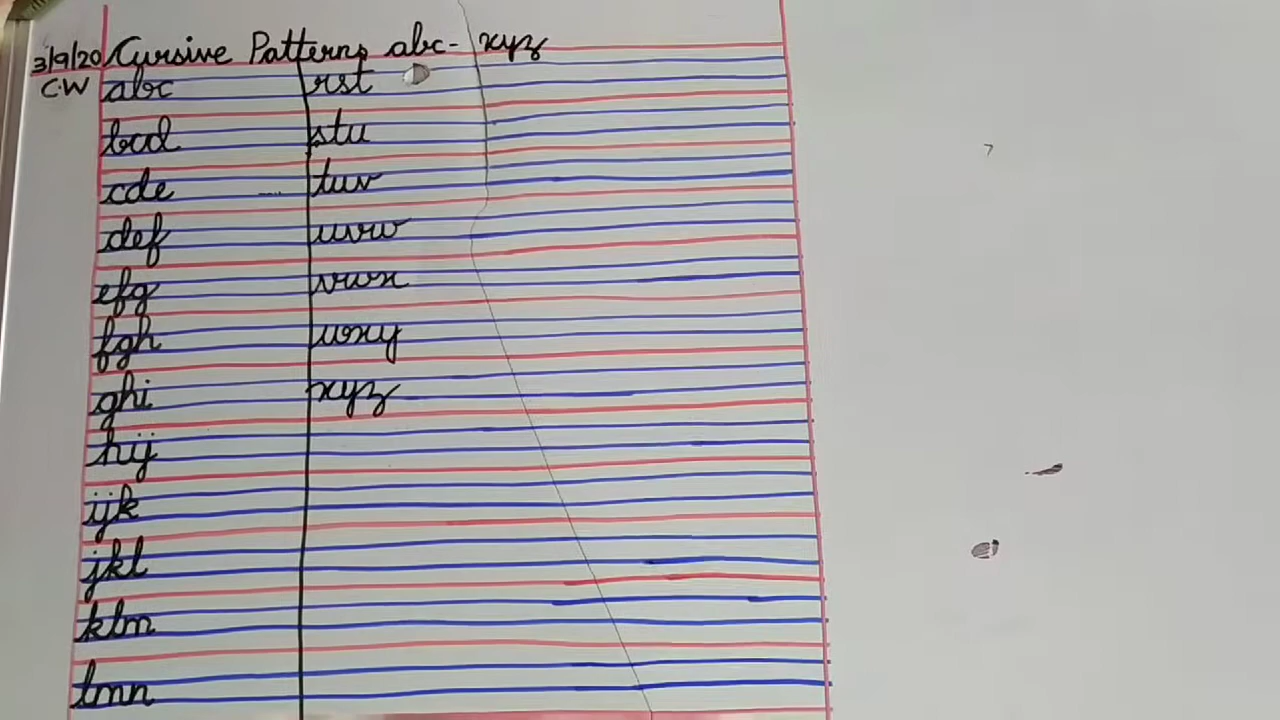 3/9/20 Cursive Patterns abc- xyz
C.W abc
bcd
cde
def
efg
fgh
ghi
hij
ijk
jkl
klm
lmn
rst
stu
tuv
uvw
vwx
wxy
xyz